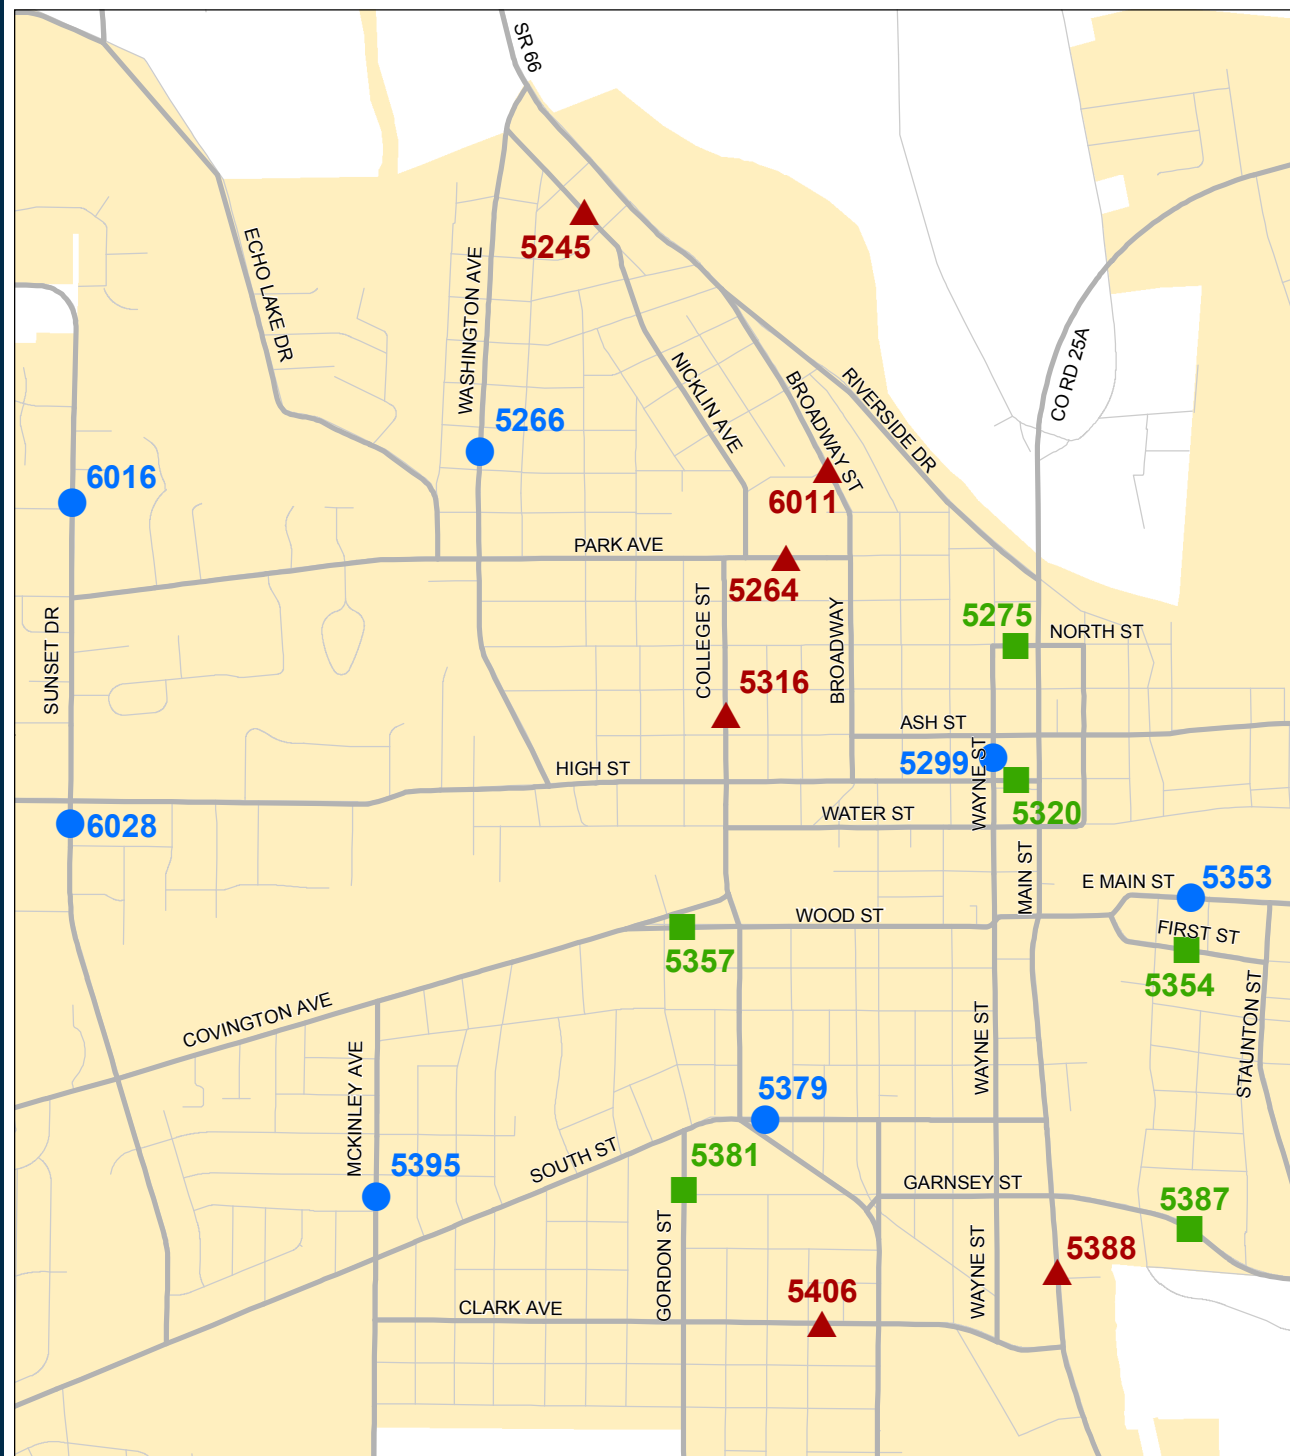 SR 66
5245
ECHO LAKE DR
WASHINGTON AVE
NICKLIN AVE
BROADWAY ST
RIVERSIDE DR
CO RD 25A
5266
6016
6011
PARK AVE
5264
SUNSET DR
COLLEGE ST
BROADWAY
5275
NORTH ST
5316
ASH ST
5299
WAYNE ST
HIGH ST
5320
WATER ST
6028
MAIN ST
E MAIN ST
5353
WOOD ST
FIRST ST
5357
5354
COVINGTON AVE
WAYNE ST
STAUNTON ST
MCKINLEY AVE
5379
5395
SOUTH ST
5381
GARNSEY ST
5387
GORDON ST
WAYNE ST
5388
5406
CLARK AVE